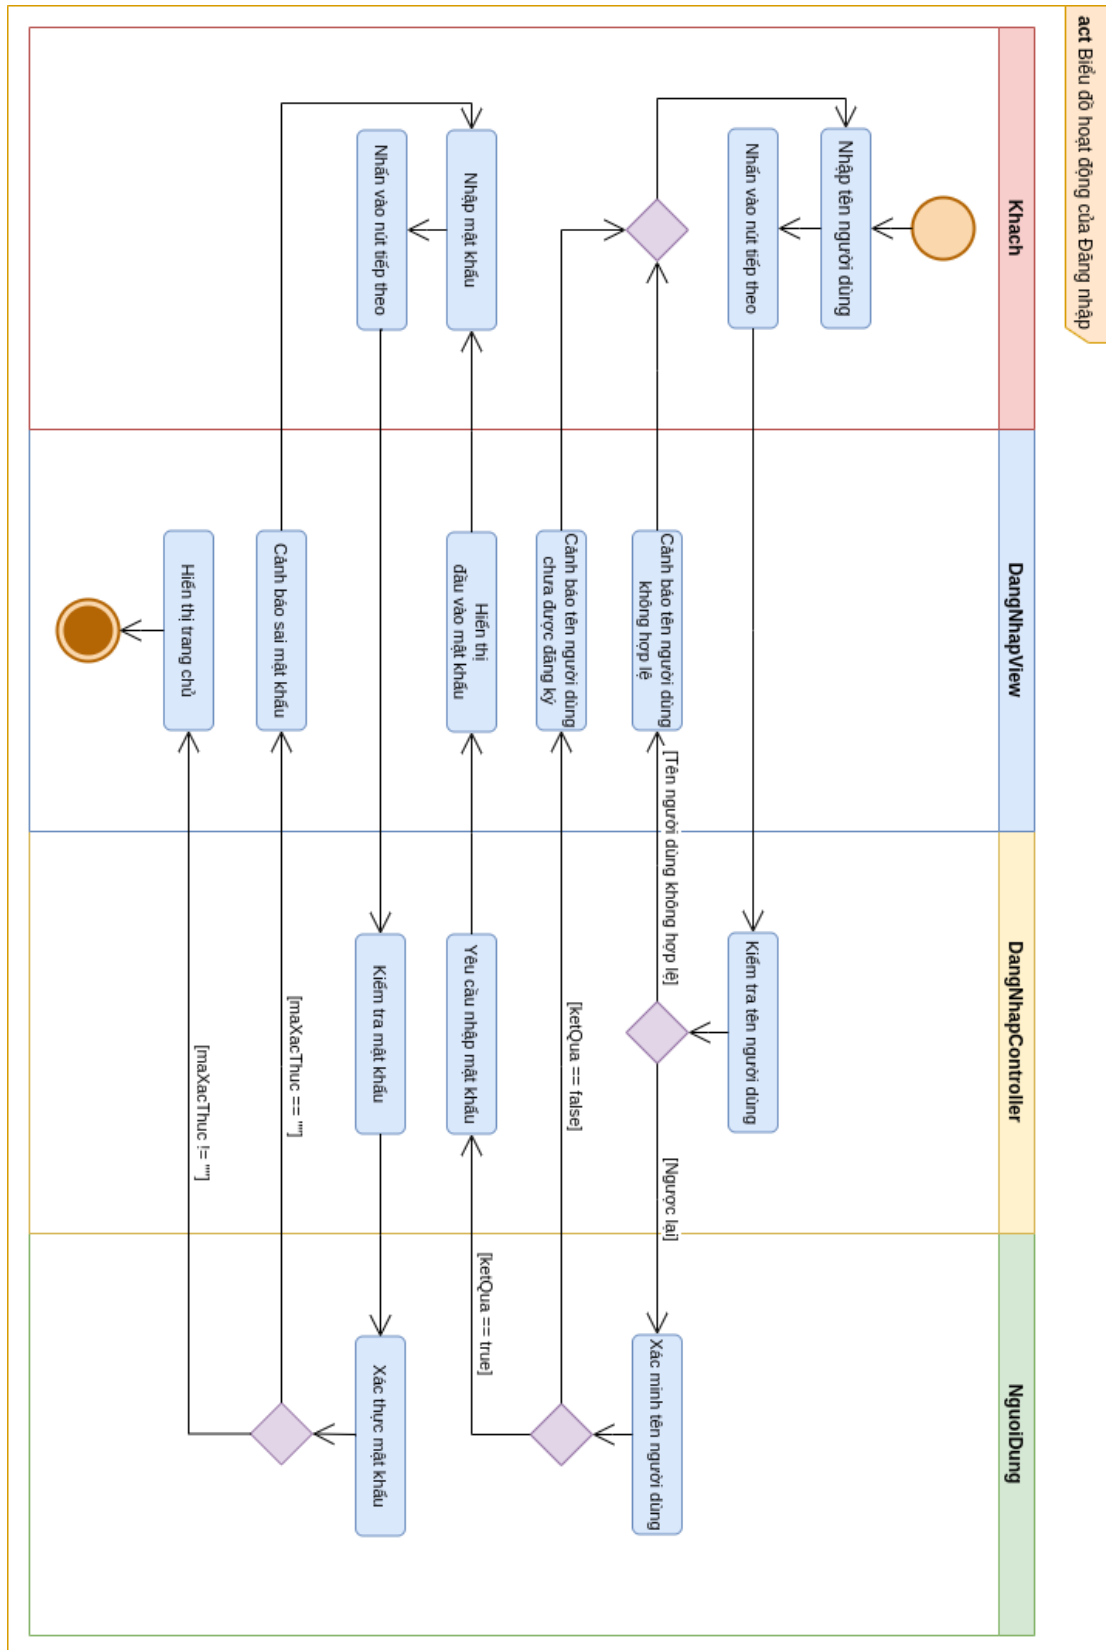 act Biểu đồ hoạt động của Đăng nhập
Khach
DangNhapView
DangNhapController
NguoiDung
Nhập tên người dùng
Nhấn vào nút tiếp theo
Kiểm tra tên người dùng
[Tên người dùng không hợp lệ]
[Ngược lại]
Cảnh báo tên người dùng
không hợp lệ
Xác minh tên người dùng
Cảnh báo tên người dùng
chưa được đăng ký
[ketQua == false]
[ketQua == true]
Nhập mật khẩu
Hiển thị
đầu vào mật khẩu
Yêu cầu nhập mật khẩu
Nhấn vào nút tiếp theo
Kiểm tra mật khẩu
Xác thực mật khẩu
Cảnh báo sai mật khẩu
[maXacThuc == ""]
Hiển thị trang chủ
[maXacThuc != ""]